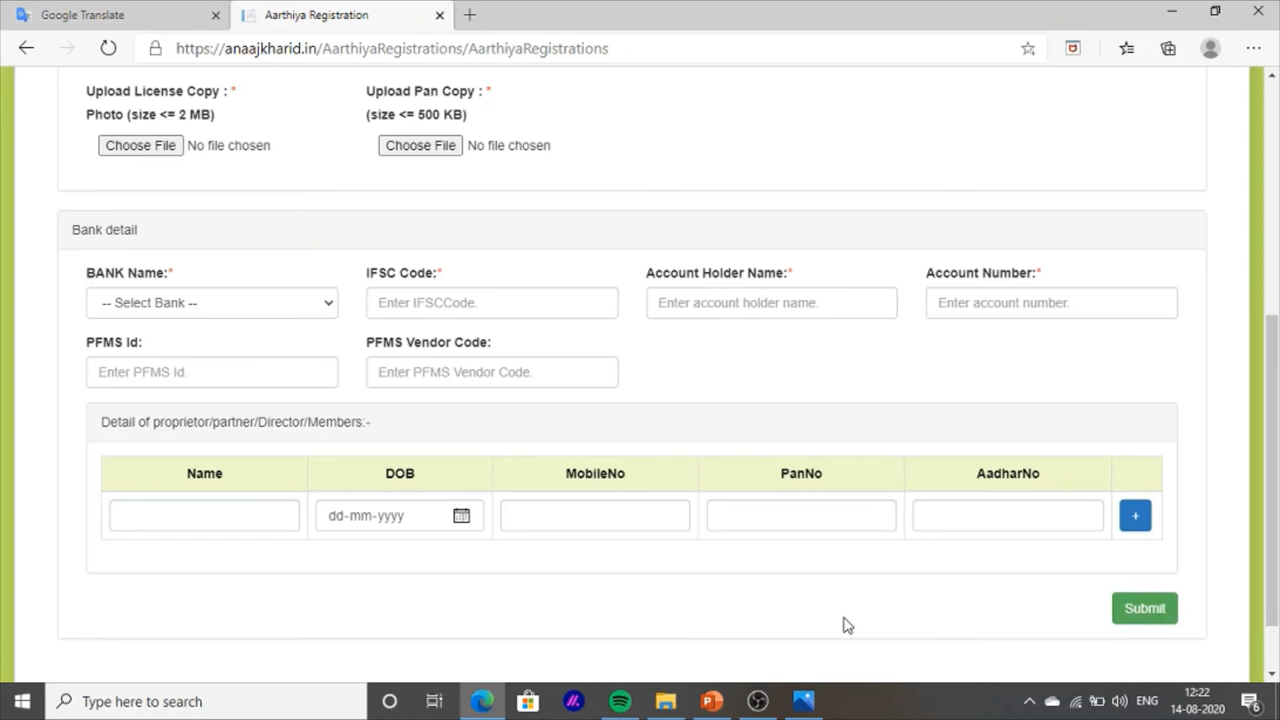 Google Translate
Aarthiya Registration
https://anaajkharid.in/AarthiyaRegistrations/AarthiyaRegistrations
Upload License Copy : *
Photo (size <= 2 MB)
Choose File No file chosen
Upload Pan Copy : *
(size <= 500 KB)
Choose File No file chosen
Bank detail
BANK Name:*
IFSC Code:*
Account Holder Name:*
Account Number:*
-- Select Bank --
Enter IFSCCode.
Enter account holder name.
Enter account number.
PFMS Id:
PFMS Vendor Code:
Enter PFMS Id.
Enter PFMS Vendor Code.
Detail of proprietor/partner/Director/Members:-
Name DOB MobileNo PanNo AadharNo
dd-mm-yyyy
+
Submit
Type here to search
ENG
12:22
14-08-2020
6